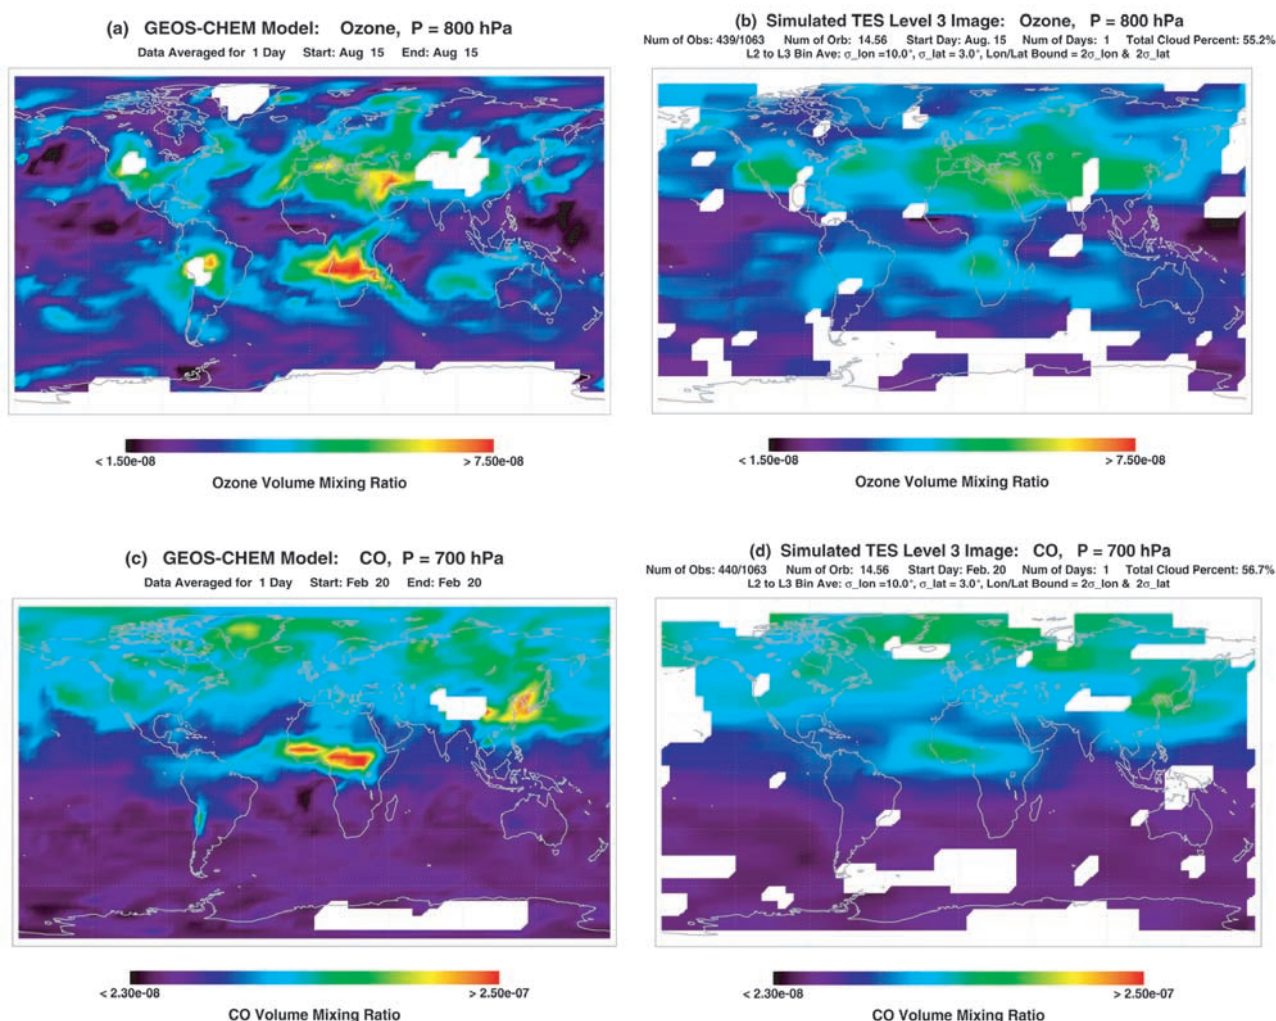 (a) GEOS-CHEM Model: Ozone, P = 800 hPa
Data Averaged for 1 Day Start: Aug 15 End: Aug 15
< 1.50e-08 > 7.50e-08
Ozone Volume Mixing Ratio
(b) Simulated TES Level 3 Image: Ozone, P = 800 hPa
Num of Obs: 439/1063 Num of Orb: 14.56 Start Day: Aug. 15 Num of Days: 1 Total Cloud Percent: 55.2%
L2 to L3 Bin Ave: σ_lon =10.0°, σ_lat = 3.0°, Lon/Lat Bound = 2σ_lon & 2σ_lat
< 1.50e-08 > 7.50e-08
Ozone Volume Mixing Ratio
(c) GEOS-CHEM Model: CO, P = 700 hPa
Data Averaged for 1 Day Start: Feb 20 End: Feb 20
< 2.30e-08 > 2.50e-07
CO Volume Mixing Ratio
(d) Simulated TES Level 3 Image: CO, P = 700 hPa
Num of Obs: 440/1063 Num of Orb: 14.56 Start Day: Feb. 20 Num of Days: 1 Total Cloud Percent: 56.7%
L2 to L3 Bin Ave: σ_lon =10.0°, σ_lat = 3.0°, Lon/Lat Bound = 2σ_lon & 2σ_lat
< 2.30e-08 > 2.50e-07
CO Volume Mixing Ratio